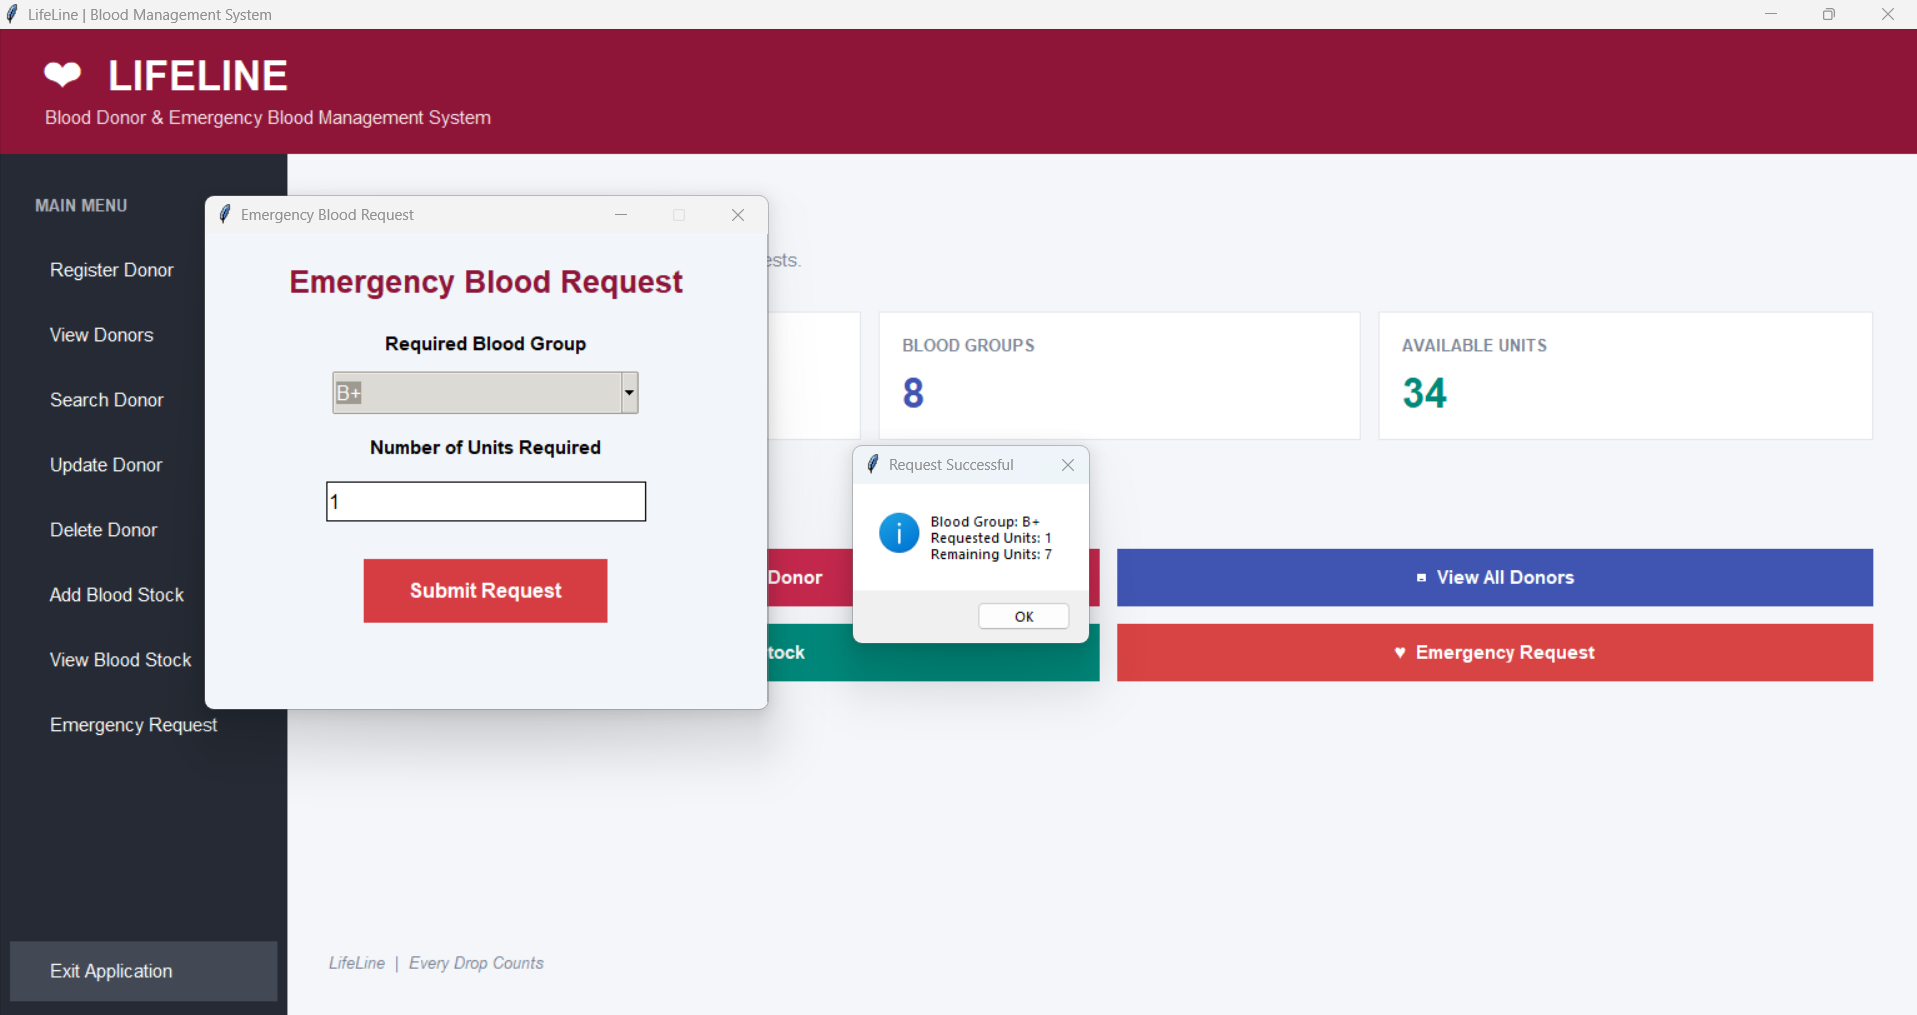 LifeLine | Blood Management System
❤ LIFELINE
Blood Donor & Emergency Blood Management System
MAIN MENU
Register Donor
View Donors
Search Donor
Update Donor
Delete Donor
Add Blood Stock
View Blood Stock
Emergency Request
Exit Application
Emergency Blood Request
Emergency Blood Request
Required Blood Group
B+
Number of Units Required
1
Submit Request
BLOOD GROUPS
8
AVAILABLE UNITS
34
Request Successful
Blood Group: B+
Requested Units: 1
Remaining Units: 7
OK
Donor
View All Donors
♥ Emergency Request
LifeLine | Every Drop Counts